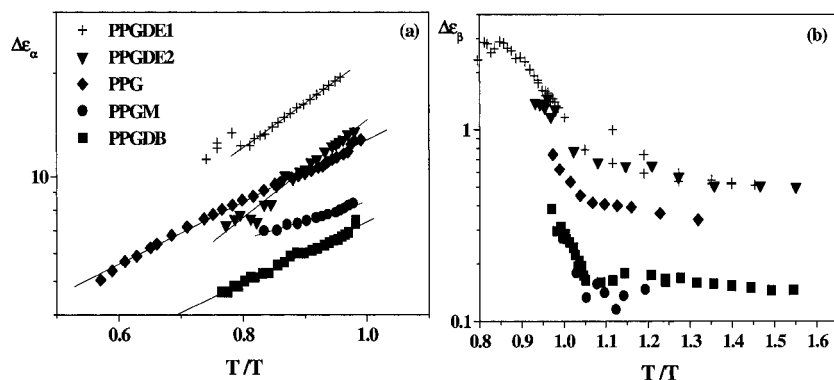 (a)
Δε_α
PPGDE1
PPGDE2
PPG
PPGM
PPGDB
10
0.6
0.8
1.0
T/T
(b)
Δε_β
1
0.1
0.8
0.9
1.0
1.1
1.2
1.3
1.4
1.5
1.6
T/T